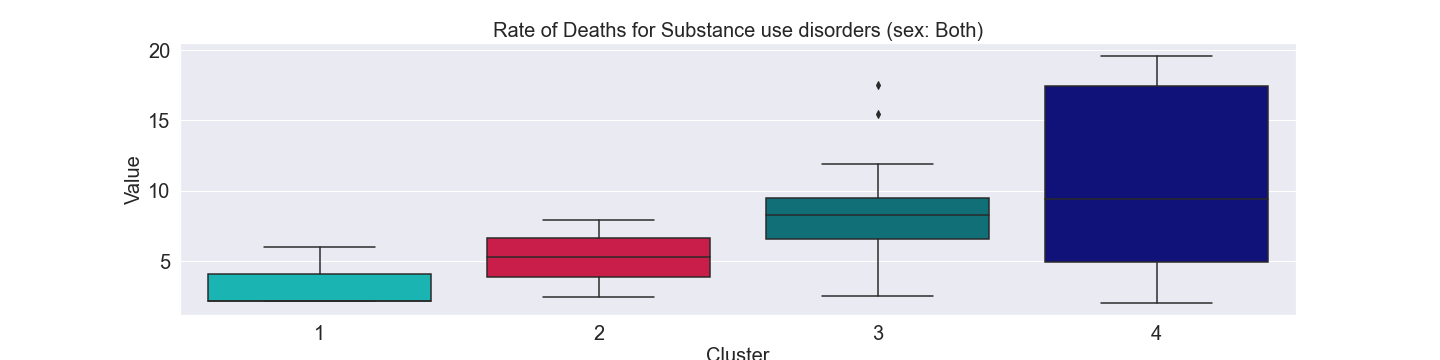 Rate of Deaths for Substance use disorders (sex: Both)
20
15
10
5
Value
1 2 3 4
Cluster